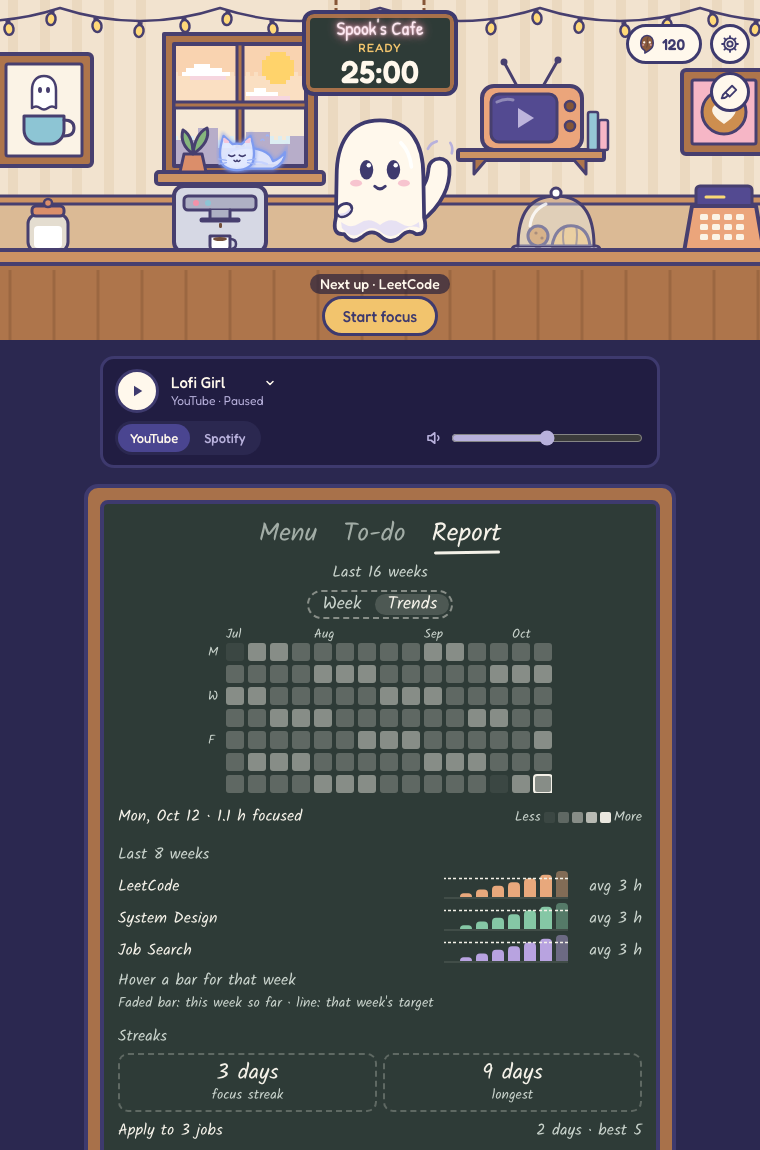 Spook's Cafe
READY
25:00
120
Next up · LeetCode
Start focus
Lofi Girl
YouTube · Paused
YouTube Spotify
Menu To-do Report
Last 16 weeks
Week Trends
Jul Aug Sep Oct
M
W
F
Mon, Oct 12 · 1.1 h focused
Less More
Last 8 weeks
LeetCode avg 3 h
System Design avg 3 h
Job Search avg 3 h
Hover a bar for that week
Faded bar: this week so far · line: that week's target
Streaks
3 days 9 days
focus streak longest
Apply to 3 jobs 2 days · best 5